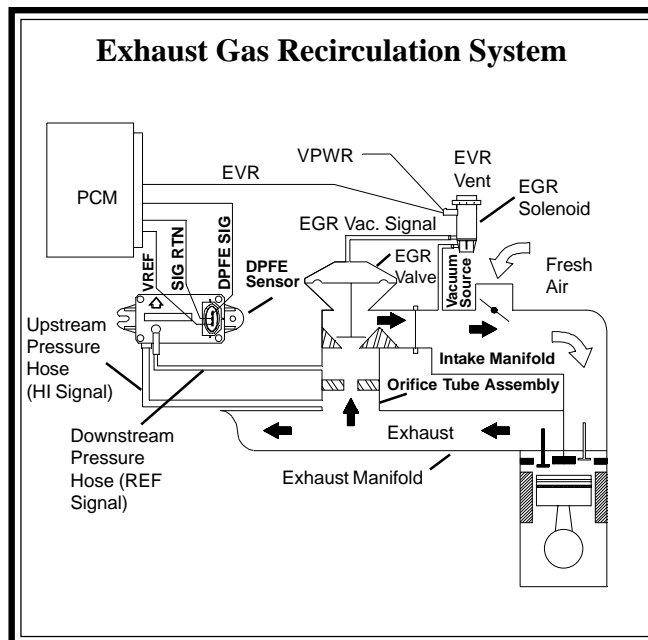 Exhaust Gas Recirculation System
PCM
EVR
VPWR
EVR
Vent
EGR
Solenoid
EGR Vac. Signal
EGR
Valve
Vacuum
Source
Fresh
Air
VREF
SIG RTN
DPFE SIG
DPFE
Sensor
Upstream
Pressure
Hose
(HI Signal)
Intake Manifold
Orifice Tube Assembly
Downstream
Pressure
Hose (REF
Signal)
Exhaust
Exhaust Manifold